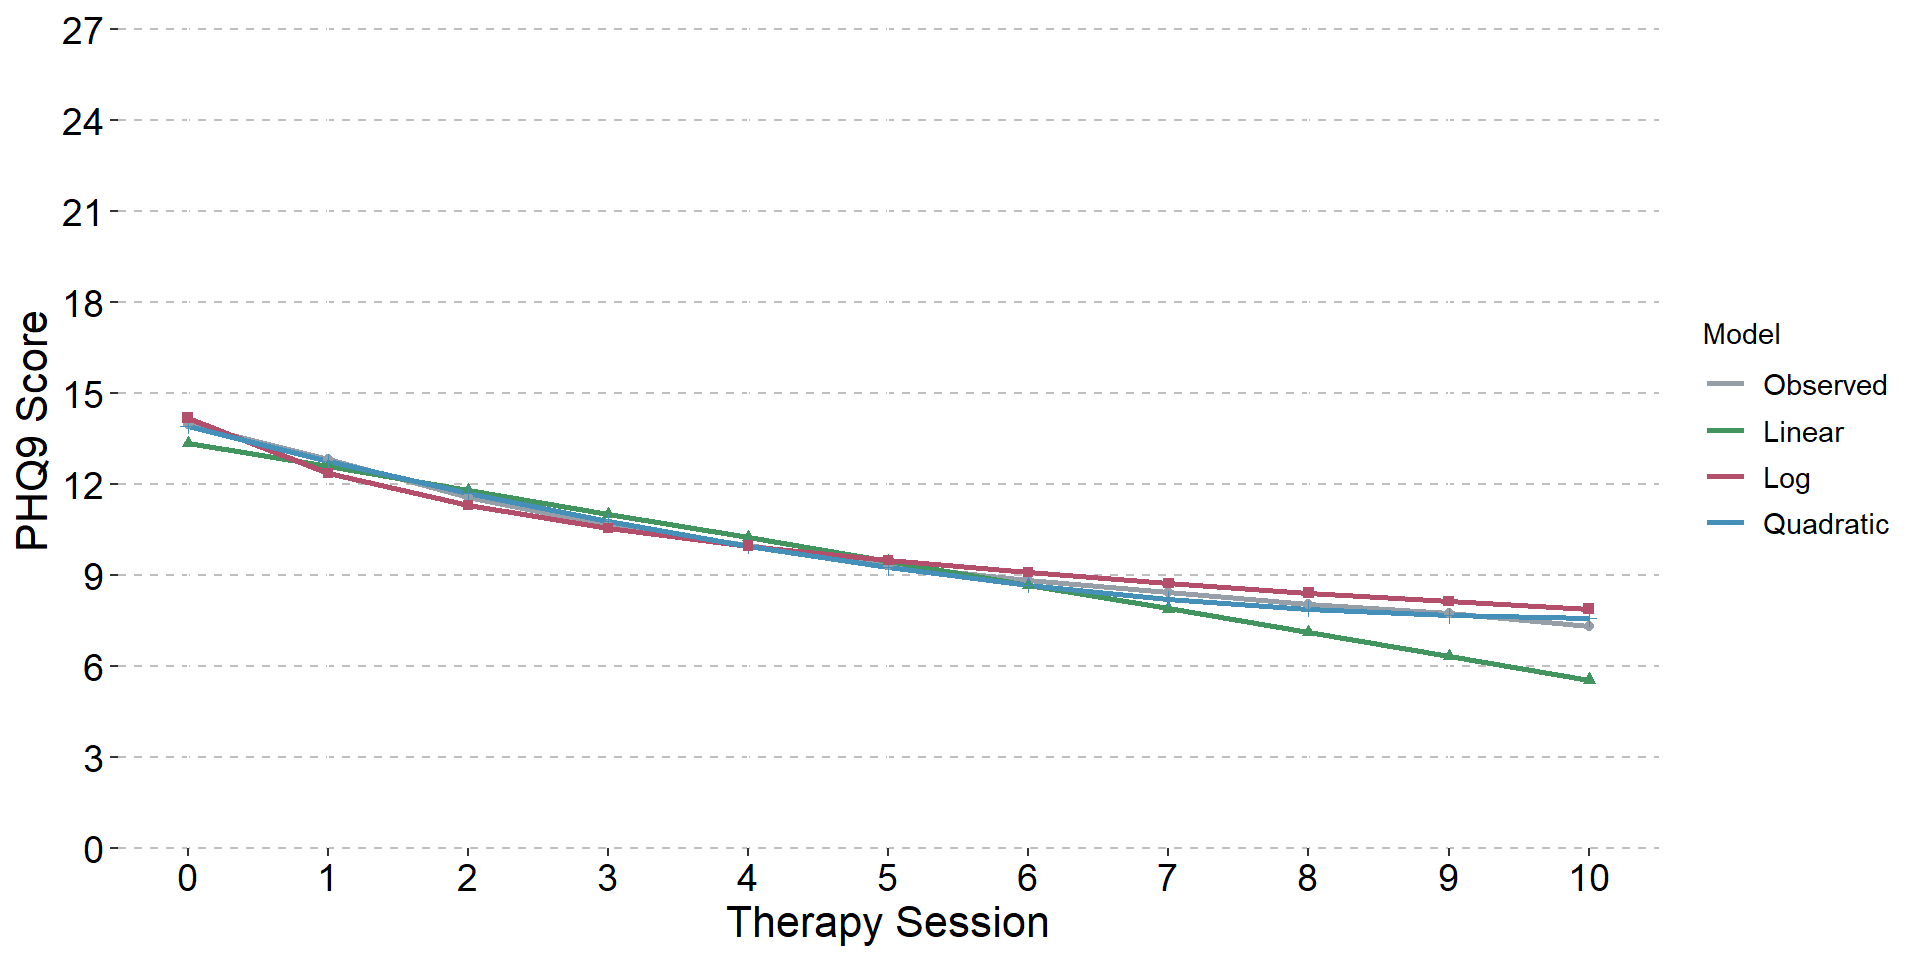 27
24
21
18
15
12
9
6
3
0
PHQ9 Score
0 1 2 3 4 5 6 7 8 9 10
Therapy Session
Model
Observed
Linear
Log
Quadratic